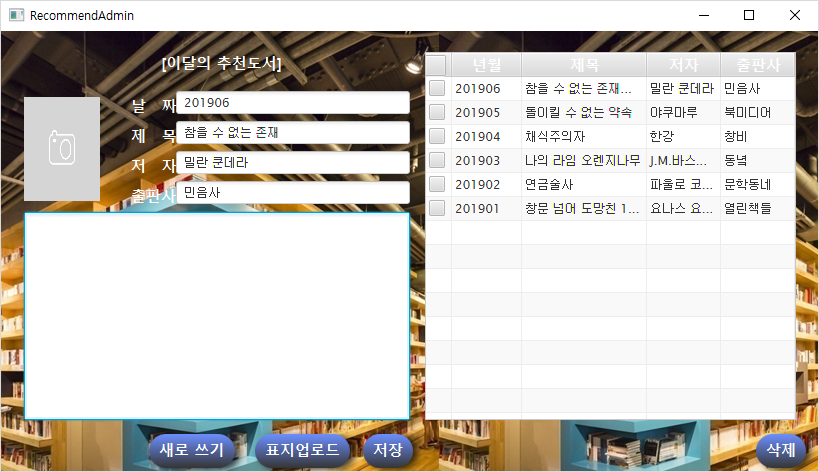 RecommendAdmin
[이달의 추천도서]
날 짜 201906
제 목 참을 수 없는 존재
저 자 밀란 쿤데라
출판사 민음사
새로 쓰기 표지업로드 저장
년월 제목 저자 출판사
201906 참을 수 없는 존재... 밀란 쿤데라 민음사
201905 돌이킬 수 없는 약속 야쿠마루 북미디어
201904 채식주의자 한강 창비
201903 나의 라임 오렌지나무 J.M.바스... 동녘
201902 연금술사 파울로 코... 문학동네
201901 창문 넘어 도망친 1... 요나스 요... 열린책들
삭제